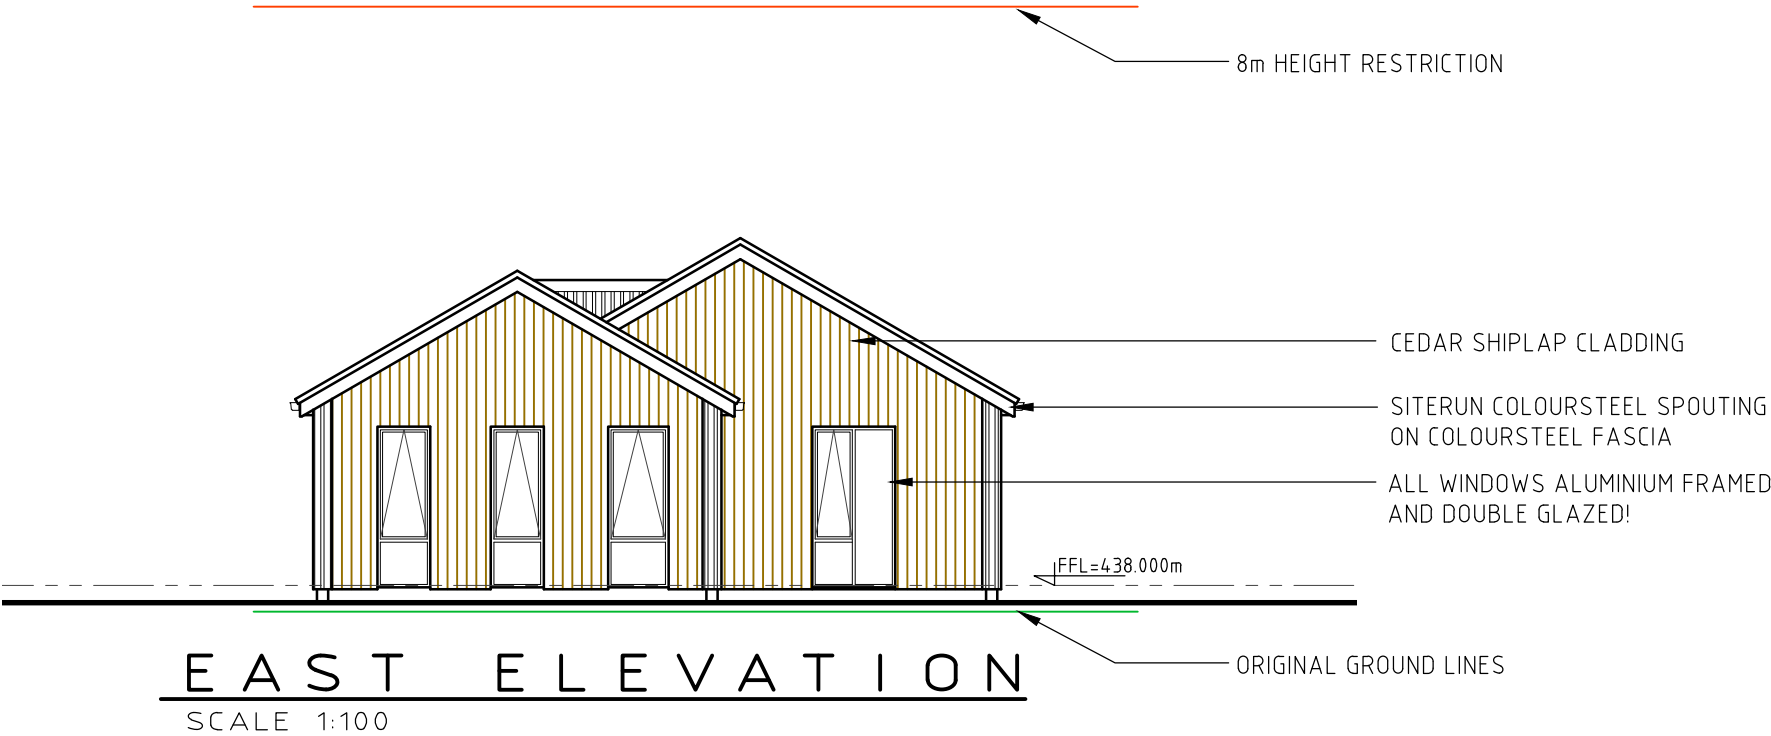 8m HEIGHT RESTRICTION
CEDAR SHIPLAP CLADDING
SITERUN COLOURSTEEL SPOUTING
ON COLOURSTEEL FASCIA
ALL WINDOWS ALUMINIUM FRAMED
AND DOUBLE GLAZED!
FFL=438.000m
ORIGINAL GROUND LINES
EAST ELEVATION
SCALE 1:100